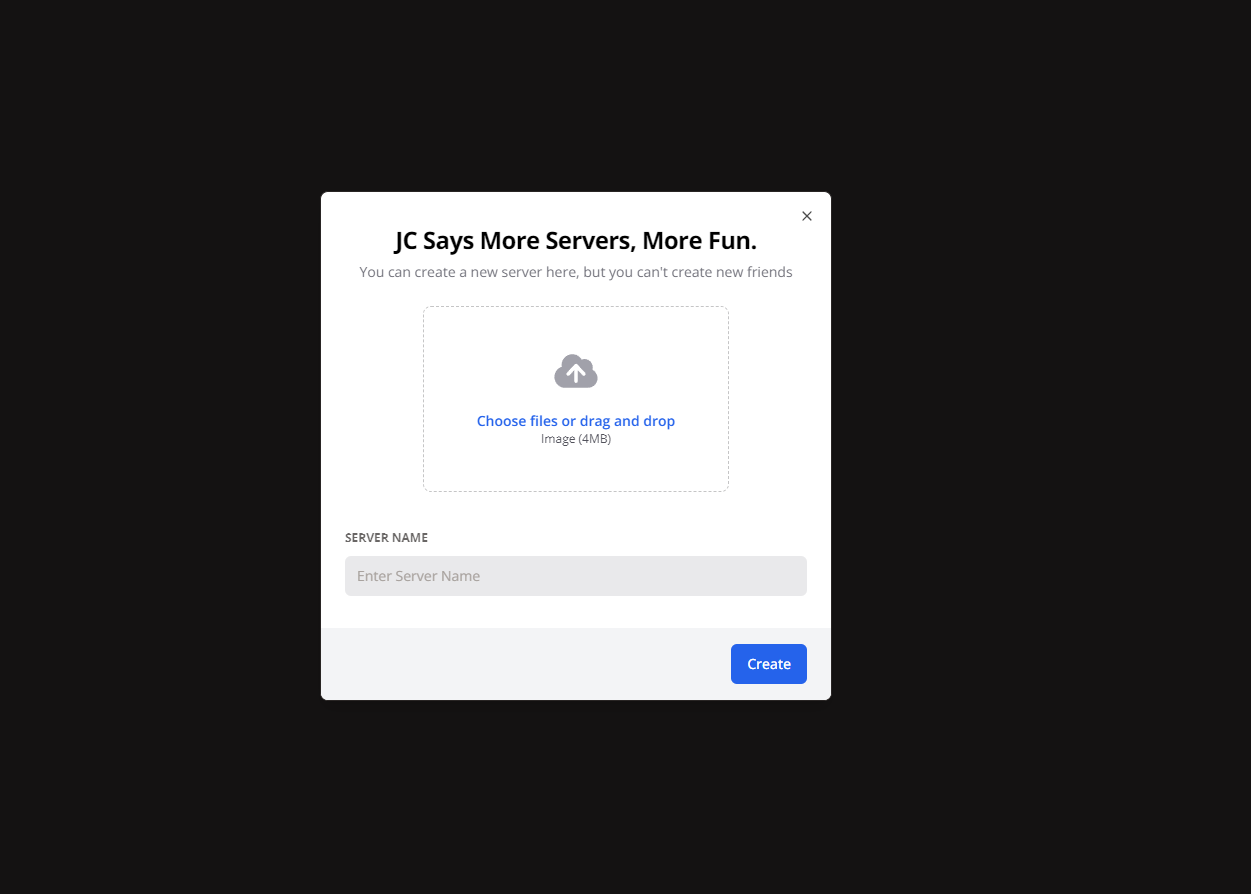 JC Says More Servers, More Fun.
You can create a new server here, but you can't create new friends
Choose files or drag and drop
Image (4MB)
SERVER NAME
Enter Server Name
Create